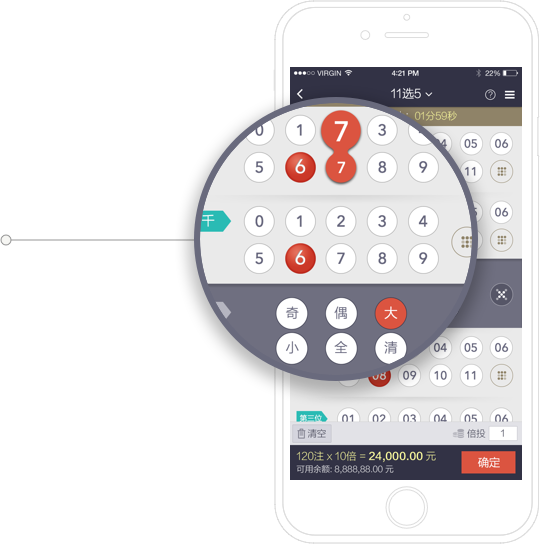 VIRGIN 4:21 PM 22%
11选5
01分59秒
0 1 7 3
5 6 7 8 9
04 05 06
11
千
0 1 2 3 4
5 6 7 8 9
06
奇 偶 大
小 全 清
04 05 06
08 09 10 11
第三位 01 02 03 04 05 06
清空 倍投 1
120注 x 10倍 = 24,000.00 元
可用余额: 8,888,88.00 元
确定